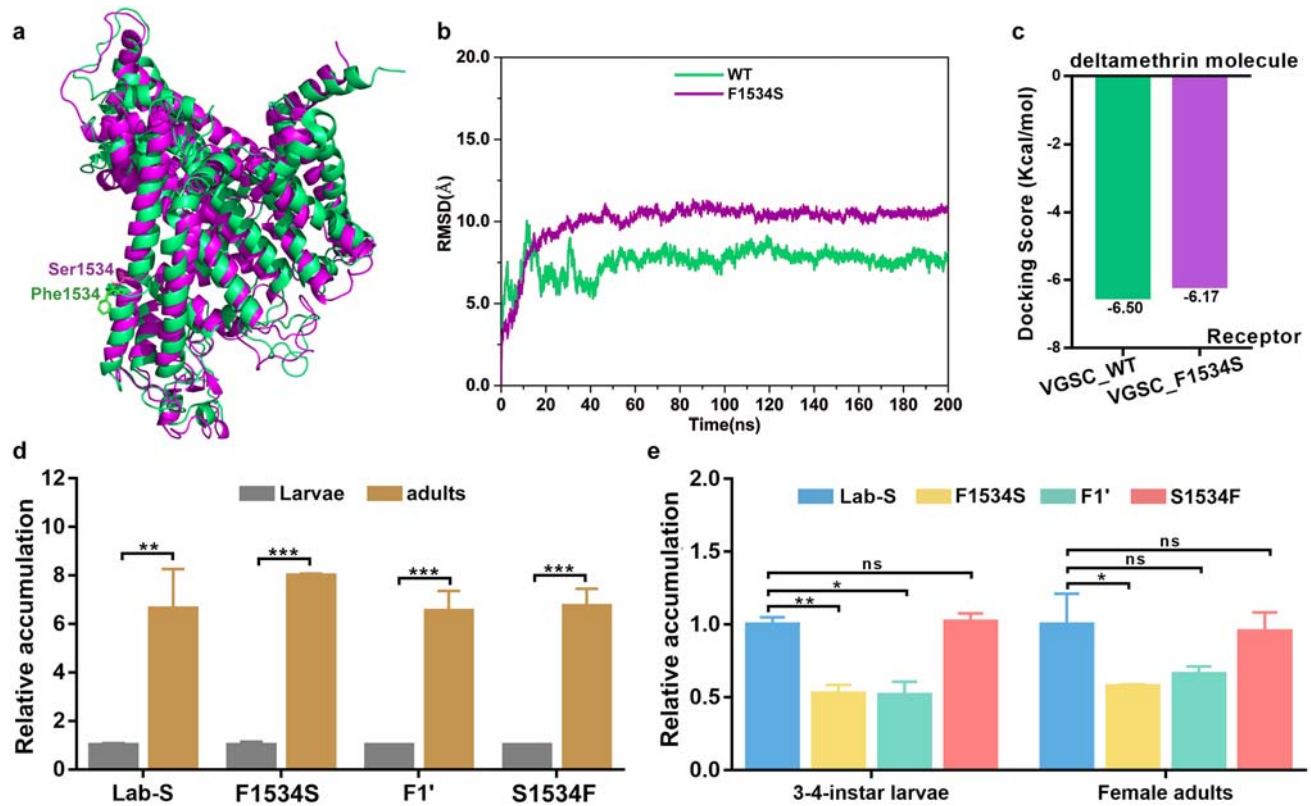 a
Ser1534
Phe1534
b
WT
F1534S
RMSD(Å)
20.0
15.0
10.0
5.0
0.0
0 20 40 60 80 100 120 140 160 180 200
Time(ns)
c
deltamethrin molecule
Docking Score (Kcal/mol)
0
-2
-4
-6
-8
-6.50
-6.17
Receptor
VGSC_WT
VGSC_F1534S
d
Larvae adults
Relative accumulation
12
10
8
6
4
2
0
** *** *** ***
Lab-S F1534S F1' S1534F
e
Lab-S F1534S F1' S1534F
Relative accumulation
2.0
1.5
1.0
0.5
0.0
ns
*
**
ns
ns
*
3-4-instar larvae Female adults